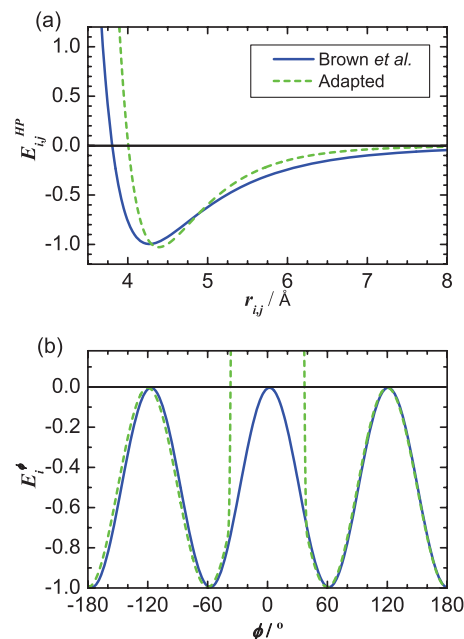 (a)
Brown et al.
Adapted
1.0
0.5
0.0
-0.5
-1.0
E_{i,j}^{HP}
4 5 6 7 8
r_{i,j} / Å
(b)
0.0
-0.2
-0.4
-0.6
-0.8
-1.0
E_i^ϕ
-180 -120 -60 0 60 120 180
ϕ/ °